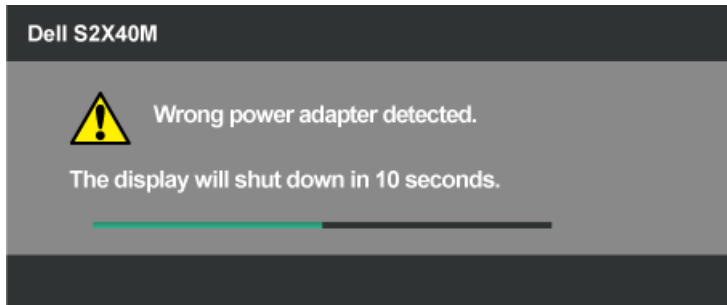 Dell S2X40M
Wrong power adapter detected.
The display will shut down in 10 seconds.